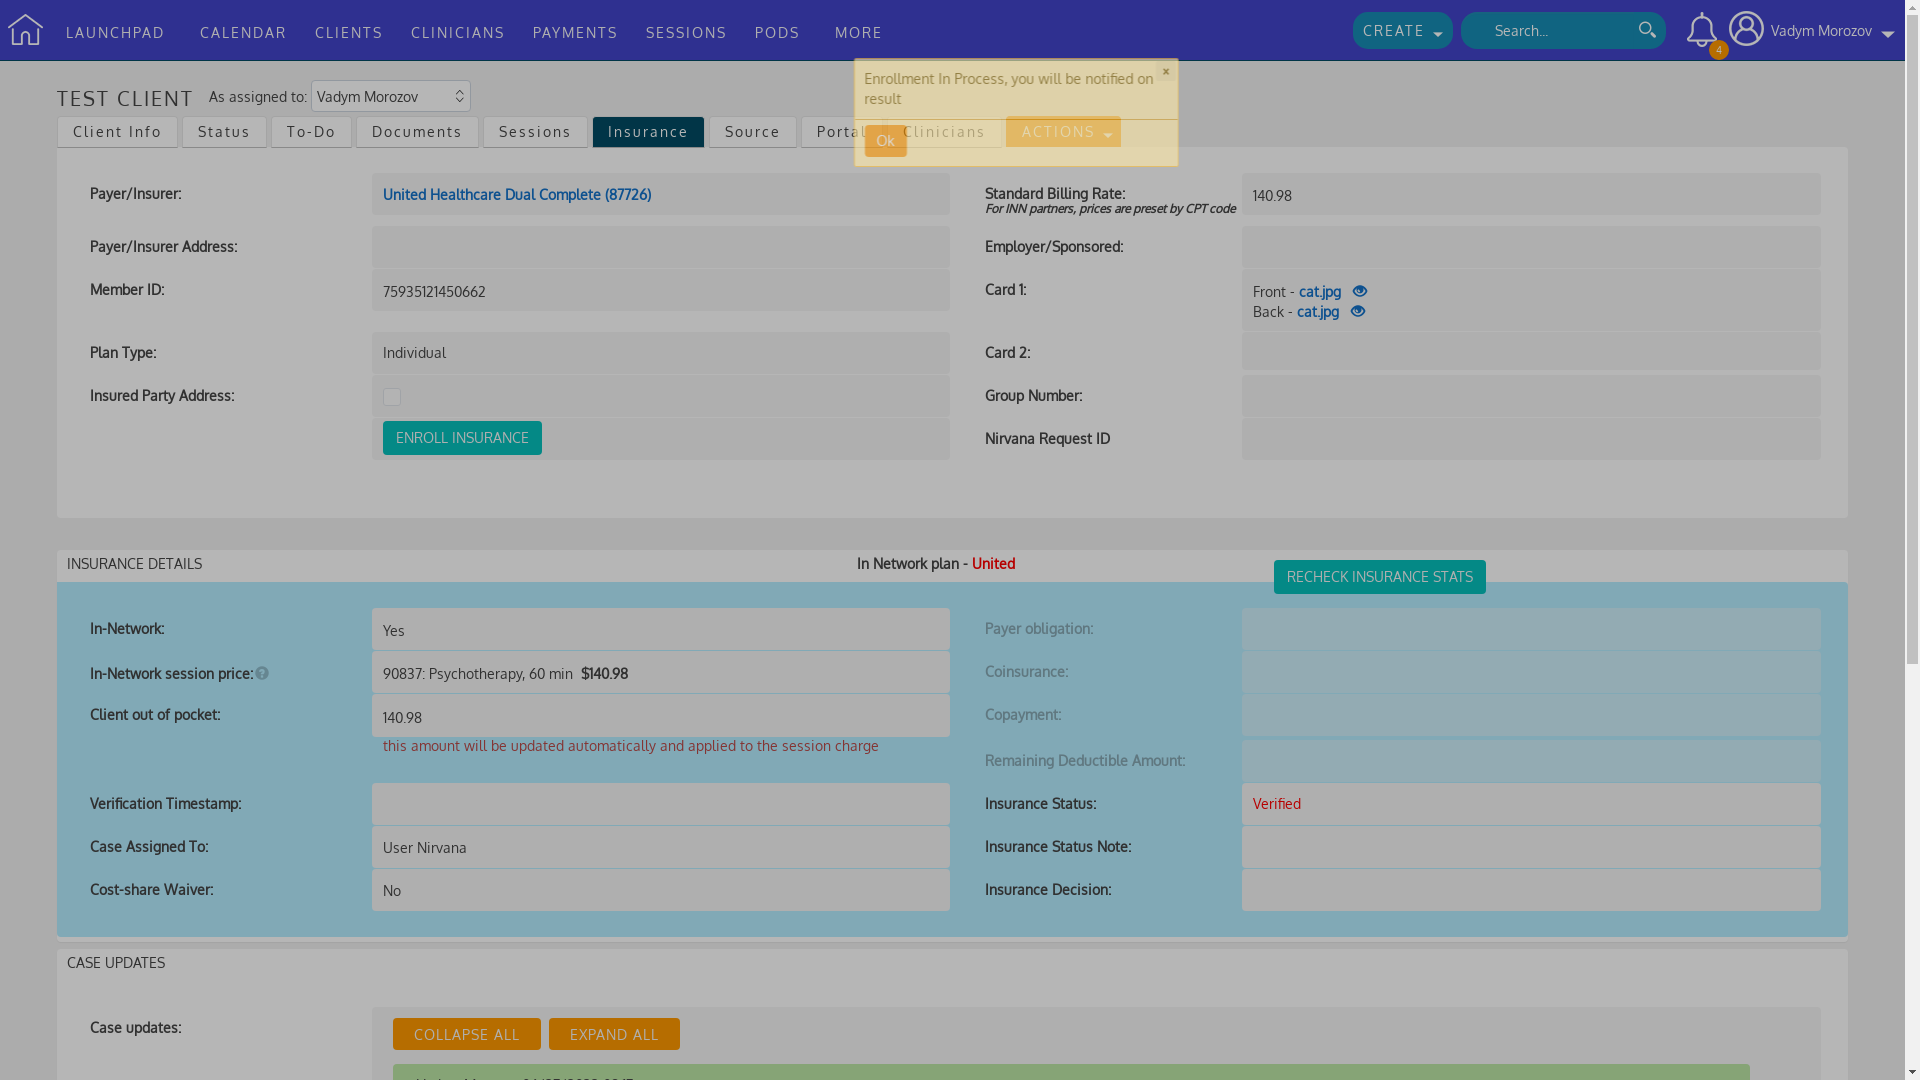 LAUNCHPAD CALENDAR CLIENTS CLINICIANS PAYMENTS SESSIONS PODS MORE CREATE Search... 4 Vadym Morozov
Enrollment In Process, you will be notified on
result
×
Ok
TEST CLIENT As assigned to: Vadym Morozov
Client Info Status To-Do Documents Sessions Insurance Source Portal Clinicians ACTIONS
Payer/Insurer: United Healthcare Dual Complete (87726)
Standard Billing Rate: 140.98
For INN partners, prices are preset by CPT code
Payer/Insurer Address:
Employer/Sponsored:
Member ID: 75935121450662
Card 1: Front - cat.jpg
Back - cat.jpg
Plan Type: Individual
Card 2:
Insured Party Address:
Group Number:
ENROLL INSURANCE
Nirvana Request ID
INSURANCE DETAILS
In Network plan - United
RECHECK INSURANCE STATS
In-Network: Yes
Payer obligation:
In-Network session price: ? 90837: Psychotherapy, 60 min $140.98
Coinsurance:
Client out of pocket: 140.98
Copayment:
this amount will be updated automatically and applied to the session charge
Remaining Deductible Amount:
Verification Timestamp:
Insurance Status: Verified
Case Assigned To: User Nirvana
Insurance Status Note:
Cost-share Waiver: No
Insurance Decision:
CASE UPDATES
Case updates: COLLAPSE ALL EXPAND ALL